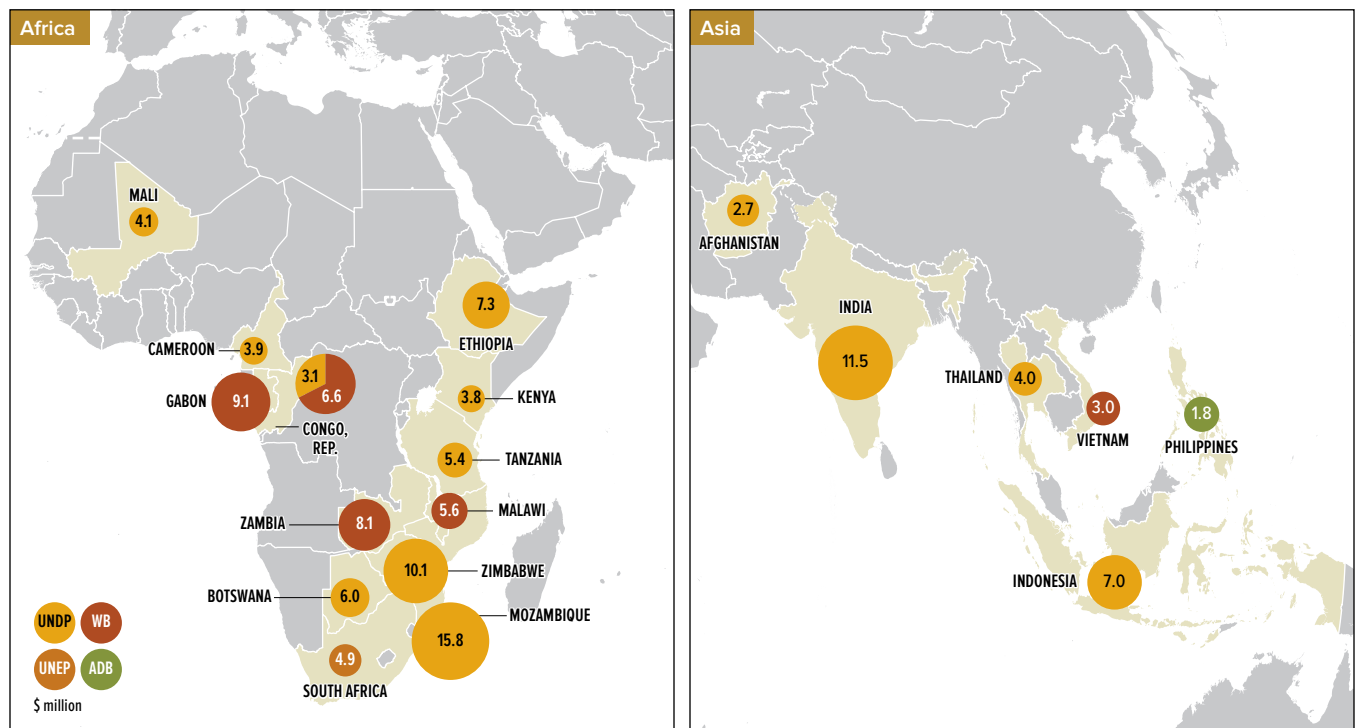 Africa
MALI
4.1
7.3
ETHIOPIA
CAMEROON
3.9
3.1
6.6
GABON
9.1
CONGO,
REP.
3.8
KENYA
5.4
TANZANIA
5.6
MALAWI
ZAMBIA
8.1
10.1
ZIMBABWE
BOTSWANA
6.0
MOZAMBIQUE
15.8
4.9
SOUTH AFRICA
UNDP WB
UNEP ADB
$ million
Asia
2.7
AFGHANISTAN
INDIA
11.5
THAILAND
4.0
3.0
VIETNAM
1.8
PHILIPPINES
INDONESIA
7.0